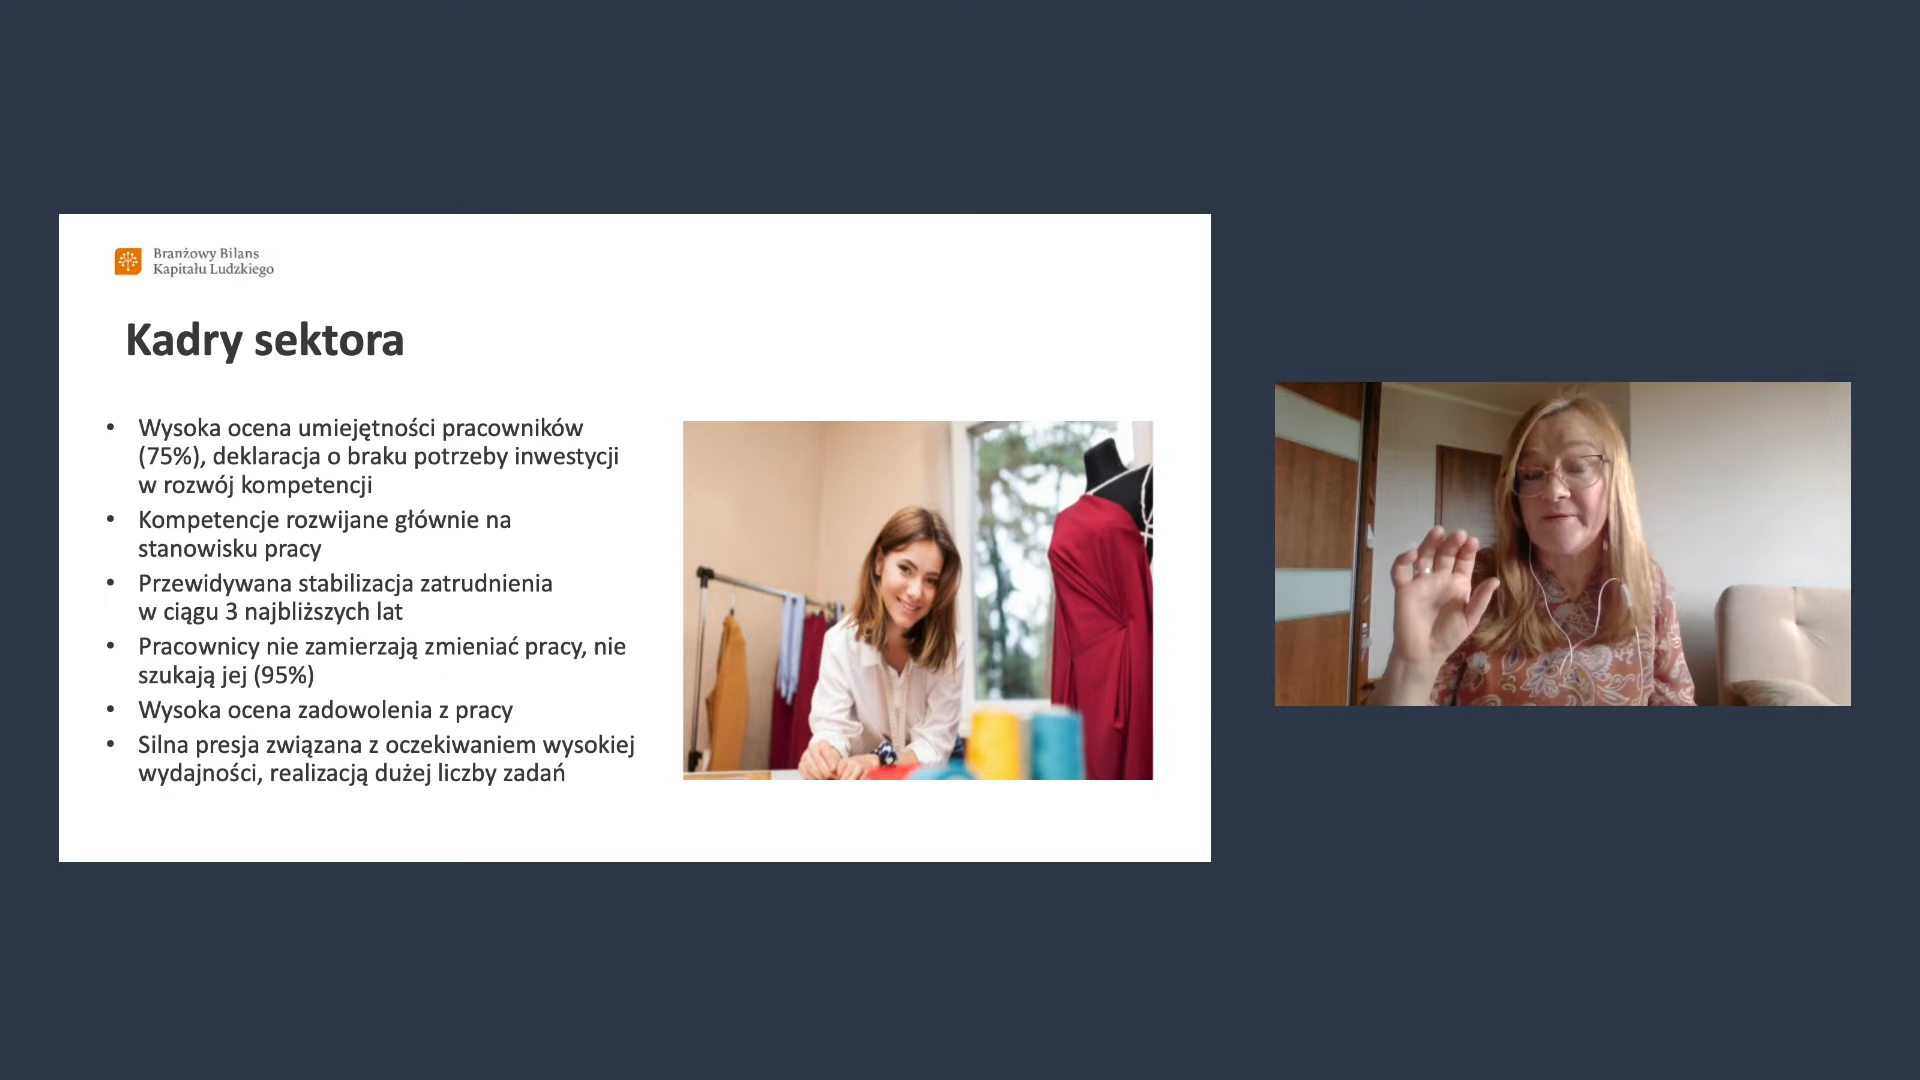 Branżowy Bilans
Kapitału Ludzkiego
Kadry sektora
• Wysoka ocena umiejętności pracowników
(75%), deklaracja o braku potrzeby inwestycji
w rozwój kompetencji
• Kompetencje rozwijane głównie na
stanowisku pracy
• Przewidywana stabilizacja zatrudnienia
w ciągu 3 najbliższych lat
• Pracownicy nie zamierzają zmieniać pracy, nie
szukają jej (95%)
• Wysoka ocena zadowolenia z pracy
• Silna presja związana z oczekiwaniem wysokiej
wydajności, realizacją dużej liczby zadań